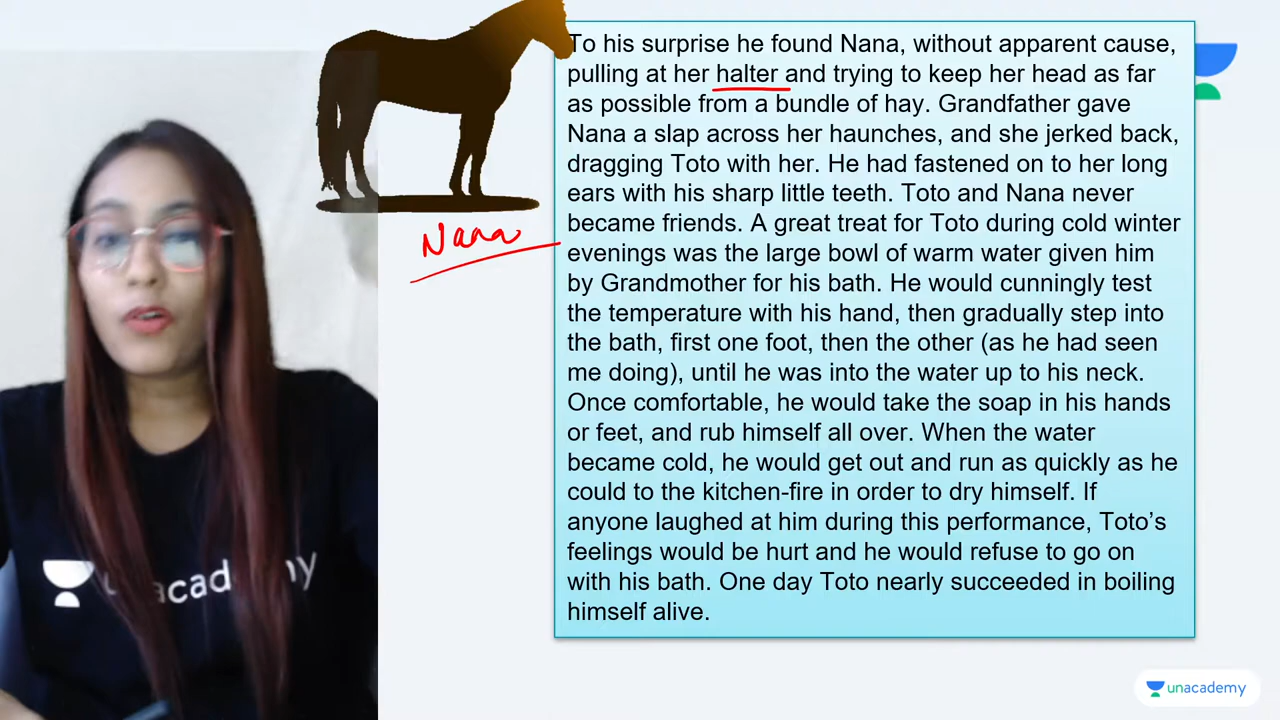 To his surprise he found Nana, without apparent cause,
pulling at her halter and trying to keep her head as far
as possible from a bundle of hay. Grandfather gave
Nana a slap across her haunches, and she jerked back,
dragging Toto with her. He had fastened on to her long
ears with his sharp little teeth. Toto and Nana never
became friends. A great treat for Toto during cold winter
evenings was the large bowl of warm water given him
by Grandmother for his bath. He would cunningly test
the temperature with his hand, then gradually step into
the bath, first one foot, then the other (as he had seen
me doing), until he was into the water up to his neck.
Once comfortable, he would take the soap in his hands
or feet, and rub himself all over. When the water
became cold, he would get out and run as quickly as he
could to the kitchen-fire in order to dry himself. If
anyone laughed at him during this performance, Toto’s
feelings would be hurt and he would refuse to go on
with his bath. One day Toto nearly succeeded in boiling
himself alive.
Nana
unacademy
unacademy